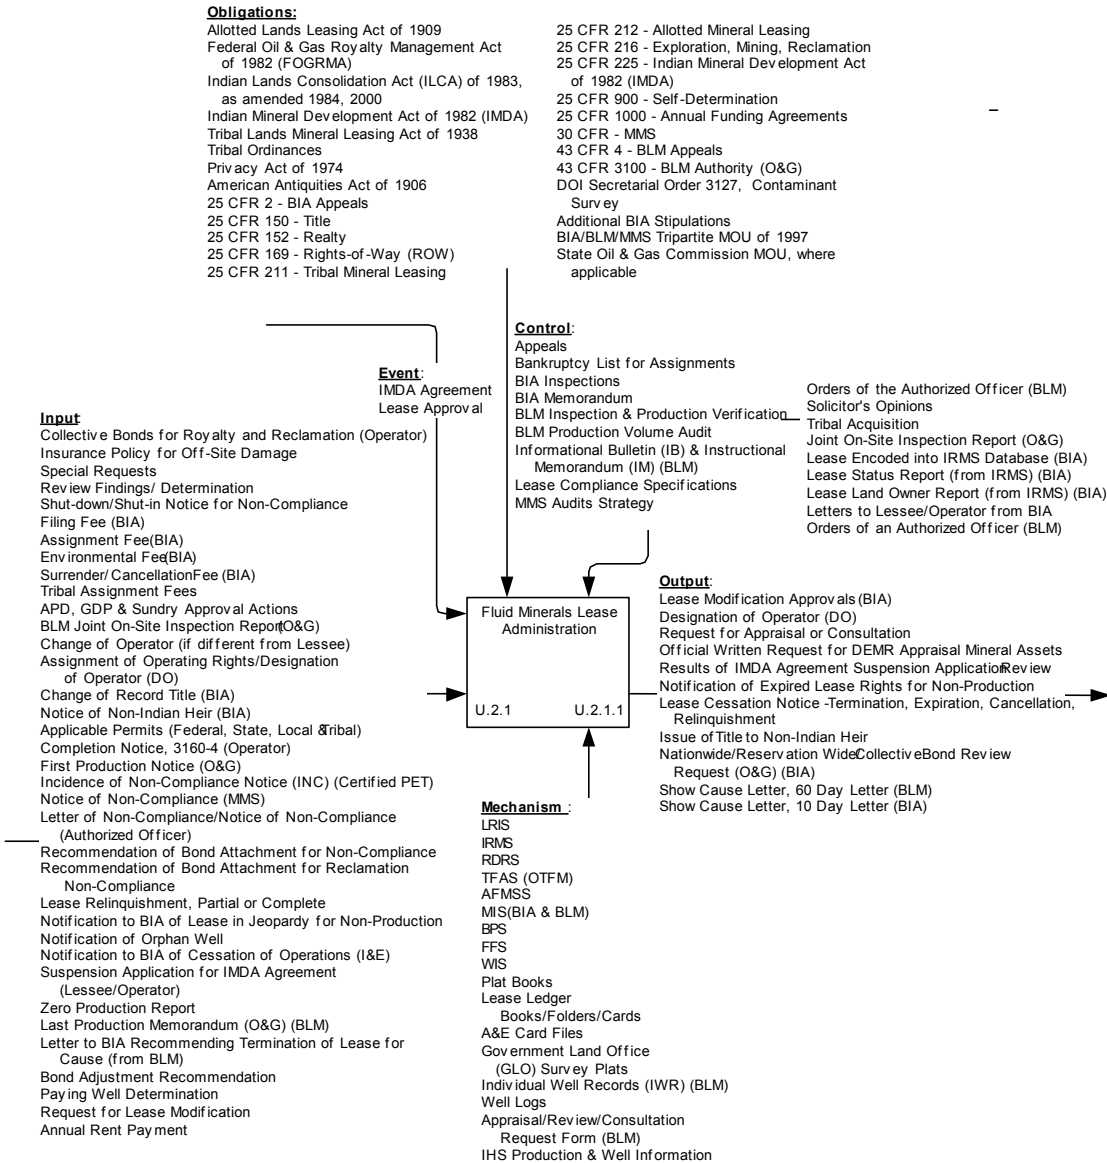 Obligations:
Allotted Lands Leasing Act of 1909
Federal Oil & Gas Royalty Management Act
of 1982 (FOGRMA)
Indian Lands Consolidation Act (ILCA) of 1983,
as amended 1984, 2000
Indian Mineral Development Act of 1982 (IMDA)
Tribal Lands Mineral Leasing Act of 1938
Tribal Ordinances
Privacy Act of 1974
American Antiquities Act of 1906
25 CFR 2 - BIA Appeals
25 CFR 150 - Title
25 CFR 152 - Realty
25 CFR 169 - Rights-of-Way (ROW)
25 CFR 211 - Tribal Mineral Leasing
25 CFR 212 - Allotted Mineral Leasing
25 CFR 216 - Exploration, Mining, Reclamation
25 CFR 225 - Indian Mineral Development Act
of 1982 (IMDA)
25 CFR 900 - Self-Determination
25 CFR 1000 - Annual Funding Agreements
30 CFR - MMS
43 CFR 4 - BLM Appeals
43 CFR 3100 - BLM Authority (O&G)
DOI Secretarial Order 3127, Contaminant
Survey
Additional BIA Stipulations
BIA/BLM/MMS Tripartite MOU of 1997
State Oil & Gas Commission MOU, where
applicable
Event:
IMDA Agreement
Lease Approval
Control:
Appeals
Bankruptcy List for Assignments
BIA Inspections
BIA Memorandum
BLM Inspection & Production Verification
BLM Production Volume Audit
Informational Bulletin (IB) & Instructional
Memorandum (IM) (BLM)
Lease Compliance Specifications
MMS Audits Strategy
Orders of the Authorized Officer (BLM)
Solicitor's Opinions
Tribal Acquisition
Joint On-Site Inspection Report (O&G)
Lease Encoded into IRMS Database (BIA)
Lease Status Report (from IRMS) (BIA)
Lease Land Owner Report (from IRMS) (BIA)
Letters to Lessee/Operator from BIA
Orders of an Authorized Officer (BLM)
Input
Collective Bonds for Royalty and Reclamation (Operator)
Insurance Policy for Off-Site Damage
Special Requests
Review Findings/ Determination
Shut-down/Shut-in Notice for Non-Compliance
Filing Fee (BIA)
Assignment Fee(BIA)
Environmental Fee(BIA)
Surrender/ CancellationFee (BIA)
Tribal Assignment Fees
APD, GDP & Sundry Approval Actions
BLM Joint On-Site Inspection Report(O&G)
Change of Operator (if different from Lessee)
Assignment of Operating Rights/Designation
of Operator (DO)
Change of Record Title (BIA)
Notice of Non-Indian Heir (BIA)
Applicable Permits (Federal, State, Local &Tribal)
Completion Notice, 3160-4 (Operator)
First Production Notice (O&G)
Incidence of Non-Compliance Notice (INC) (Certified PET)
Notice of Non-Compliance (MMS)
Letter of Non-Compliance/Notice of Non-Compliance
(Authorized Officer)
Recommendation of Bond Attachment for Non-Compliance
Recommendation of Bond Attachment for Reclamation
Non-Compliance
Lease Relinquishment, Partial or Complete
Notification to BIA of Lease in Jeopardy for Non-Production
Notification of Orphan Well
Notification to BIA of Cessation of Operations (I&E)
Suspension Application for IMDA Agreement
(Lessee/Operator)
Zero Production Report
Last Production Memorandum (O&G) (BLM)
Letter to BIA Recommending Termination of Lease for
Cause (from BLM)
Bond Adjustment Recommendation
Paying Well Determination
Request for Lease Modification
Annual Rent Payment
Fluid Minerals Lease
Administration
U.2.1 U.2.1.1
Output:
Lease Modification Approvals (BIA)
Designation of Operator (DO)
Request for Appraisal or Consultation
Official Written Request for DEMR Appraisal Mineral Assets
Results of IMDA Agreement Suspension ApplicationReview
Notification of Expired Lease Rights for Non-Production
Lease Cessation Notice -Termination, Expiration, Cancellation,
Relinquishment
Issue of Title to Non-Indian Heir
Nationwide/Reservation Wide/CollectiveBond Review
Request (O&G) (BIA)
Show Cause Letter, 60 Day Letter (BLM)
Show Cause Letter, 10 Day Letter (BIA)
Mechanism :
LRIS
IRMS
RDRS
TFAS (OTFM)
AFMSS
MIS(BIA & BLM)
BPS
FFS
WIS
Plat Books
Lease Ledger
Books/Folders/Cards
A&E Card Files
Government Land Office
(GLO) Survey Plats
Individual Well Records (IWR) (BLM)
Well Logs
Appraisal/Review/Consultation
Request Form (BLM)
IHS Production & Well Information